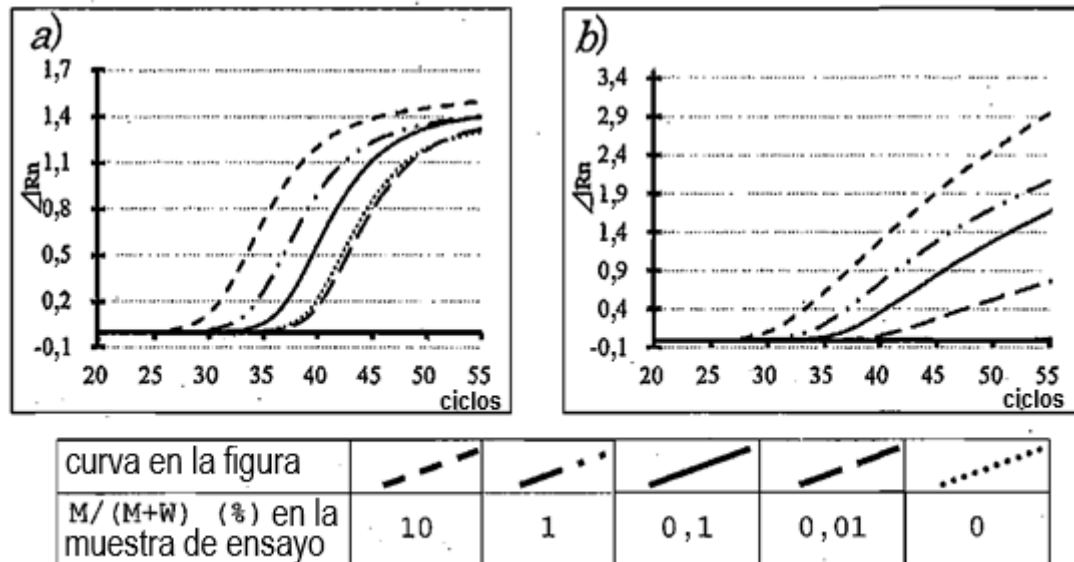 a)
1,7
1,4
1,1
0,8
0,5
0,2
-0,1
ΔRn
20 25 30 35 40 45 50 55
ciclos
b)
3,4
2,9
2,4
1,9
1,4
0,9
0,4
-0,1
ΔRn
20 25 30 35 40 45 50 55
ciclos
curva en la figura
M/(M+W) (%) en la
muestra de ensayo
10 1 0,1 0,01 0